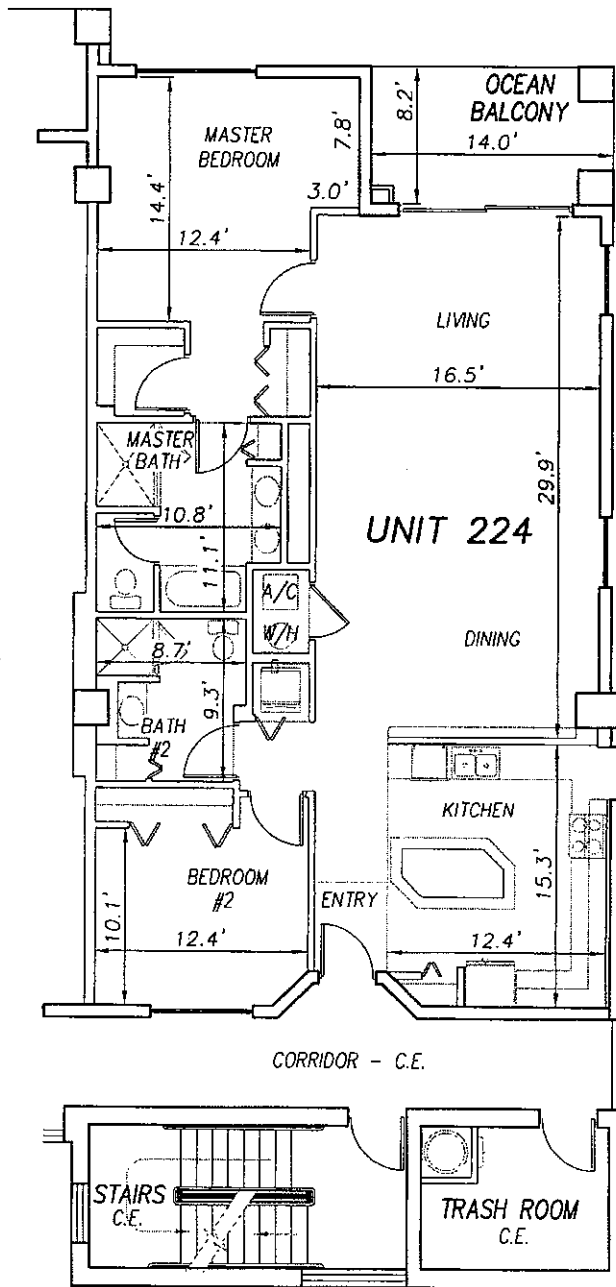 OCEAN
BALCONY
8.2'
14.0'
MASTER
BEDROOM
7.8'
3.0'
14.4'
12.4'
LIVING
16.5'
29.9'
MASTER
BATH
10.8'
11.1'
UNIT 224
A/C
W/H
DINING
8.7'
9.3'
BATH
#2
KITCHEN
15.3'
BEDROOM
#2
ENTRY
10.1'
12.4'
12.4'
CORRIDOR - C.E.
STAIRS
C.E.
TRASH ROOM
C.E.